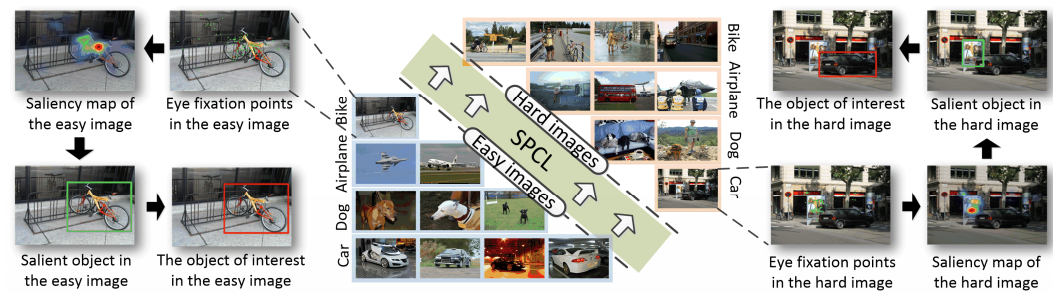 Saliency map of
the easy image
Eye fixation points
in the easy image
Salient object in
the easy image
The object of interest
in the easy image
Bike
Airplane
Dog
Car
Hard images
SPCL
Easy images
Bike
Airplane
Dog
Car
The object of interest
in the hard image
Salient object in
the hard image
Eye fixation points
in the hard image
Saliency map of
the hard image